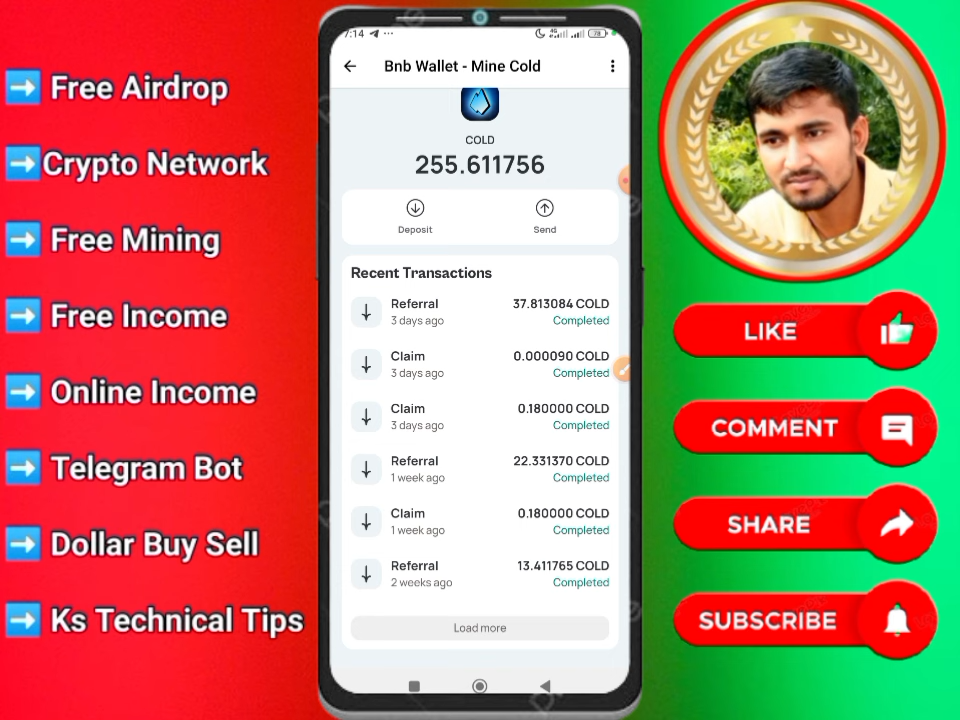 ➡️ Free Airdrop
➡️ Crypto Network
➡️ Free Mining
➡️ Free Income
➡️ Online Income
➡️ Telegram Bot
➡️ Dollar Buy Sell
➡️ Ks Technical Tips
7:14
4G
78
Bnb Wallet - Mine Cold
COLD
255.611756
Deposit
Send
Recent Transactions
Referral 37.813084 COLD
3 days ago Completed
Claim 0.000090 COLD
3 days ago Completed
Claim 0.180000 COLD
3 days ago Completed
Referral 22.331370 COLD
1 week ago Completed
Claim 0.180000 COLD
1 week ago Completed
Referral 13.411765 COLD
2 weeks ago Completed
Load more
LIKE
COMMENT
SHARE
SUBSCRIBE